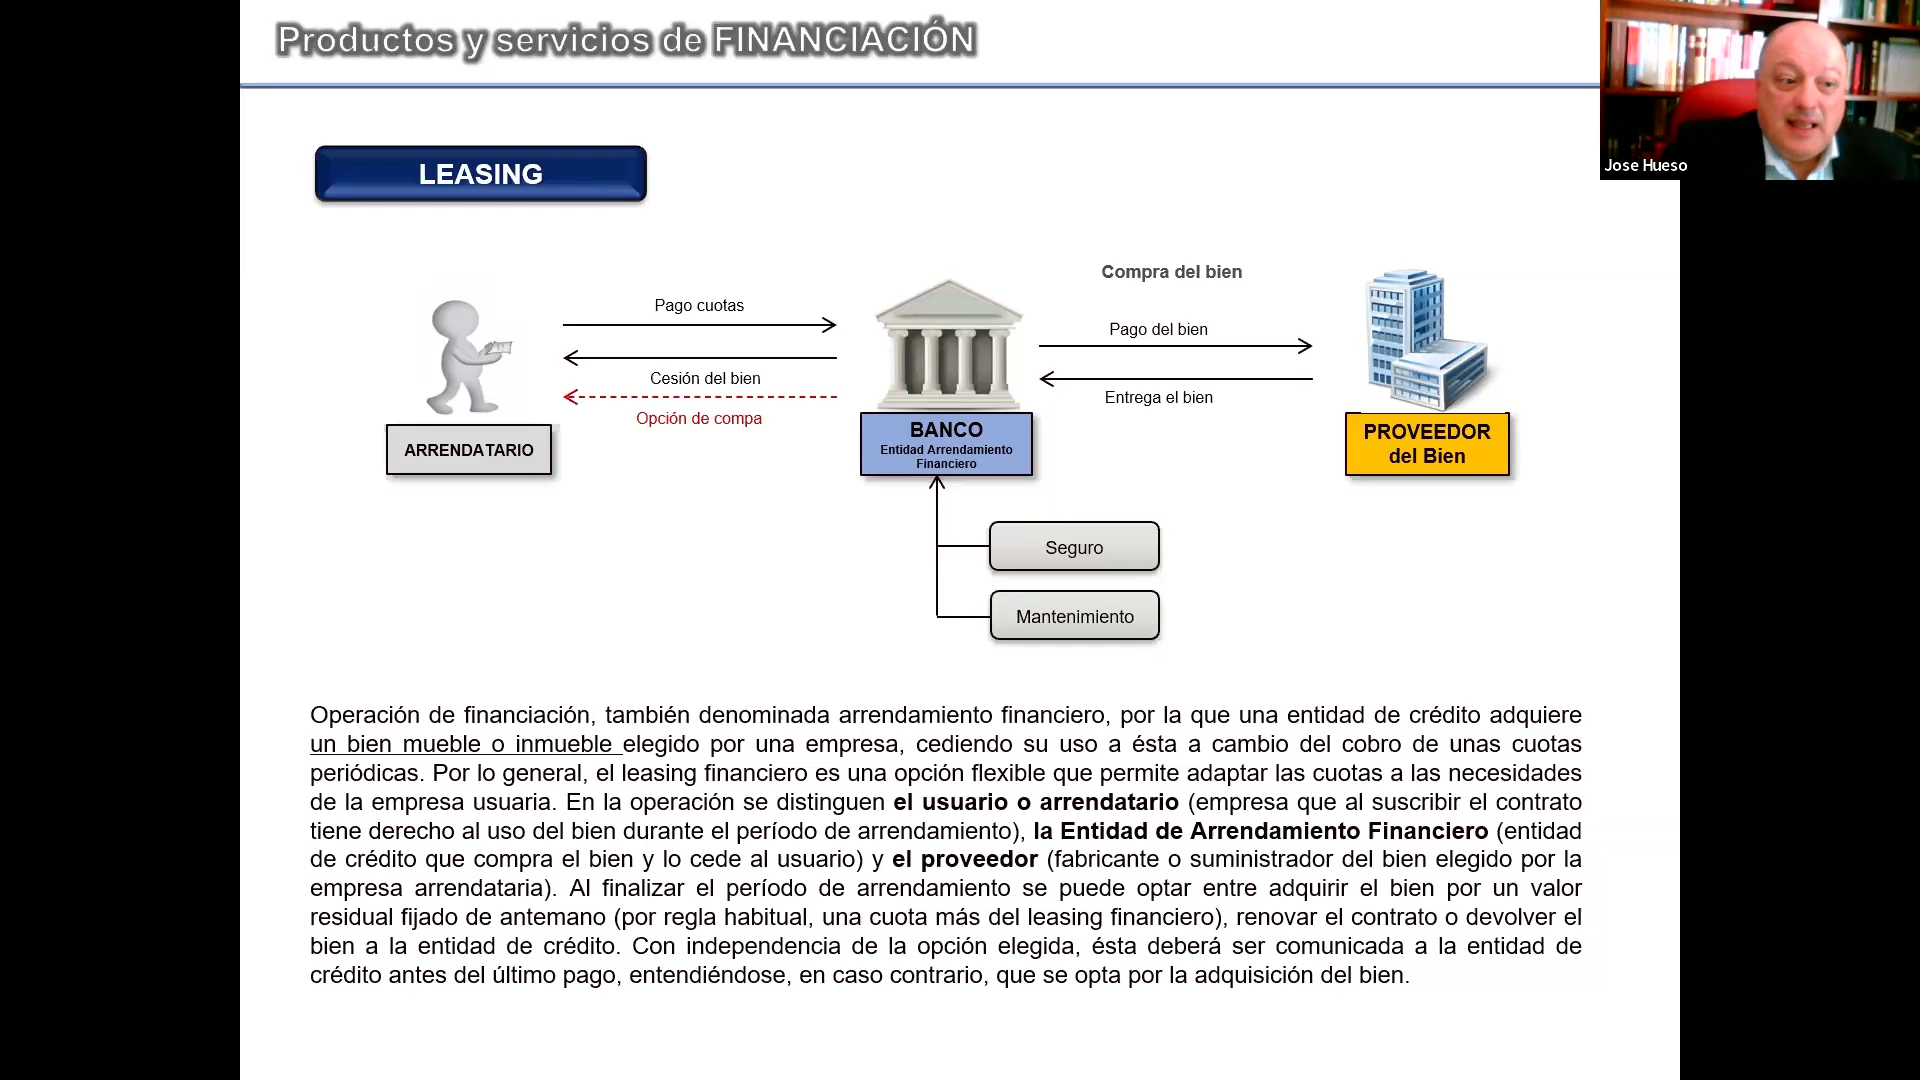 Productos y servicios de FINANCIACIÓN
Jose Hueso
LEASING
Compra del bien
Pago cuotas
Pago del bien
Cesión del bien
Entrega el bien
Opción de compa
ARRENDATARIO
BANCO
Entidad Arrendamiento
Financiero
PROVEEDOR
del Bien
Seguro
Mantenimiento
Operación de financiación, también denominada arrendamiento financiero, por la que una entidad de crédito adquiere
un bien mueble o inmueble elegido por una empresa, cediendo su uso a ésta a cambio del cobro de unas cuotas
periódicas. Por lo general, el leasing financiero es una opción flexible que permite adaptar las cuotas a las necesidades
de la empresa usuaria. En la operación se distinguen el usuario o arrendatario (empresa que al suscribir el contrato
tiene derecho al uso del bien durante el período de arrendamiento), la Entidad de Arrendamiento Financiero (entidad
de crédito que compra el bien y lo cede al usuario) y el proveedor (fabricante o suministrador del bien elegido por la
empresa arrendataria). Al finalizar el período de arrendamiento se puede optar entre adquirir el bien por un valor
residual fijado de antemano (por regla habitual, una cuota más del leasing financiero), renovar el contrato o devolver el
bien a la entidad de crédito. Con independencia de la opción elegida, ésta deberá ser comunicada a la entidad de
crédito antes del último pago, entendiéndose, en caso contrario, que se opta por la adquisición del bien.